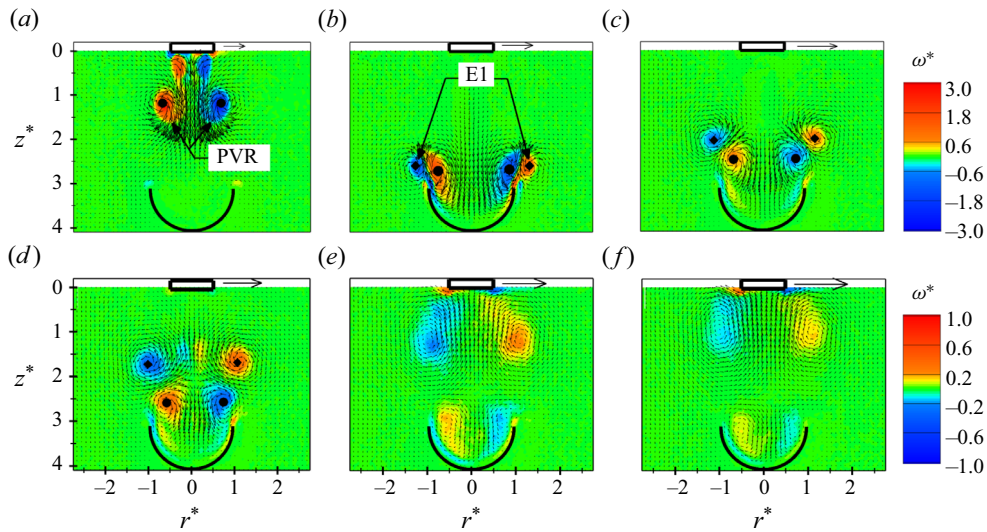 (a)
(b)
(c)
0
1
2
3
4
z*
PVR
E1
ω*
3.0
1.8
0.6
–0.6
–1.8
–3.0
(d)
(e)
(f)
0
1
2
3
4
z*
–2 –1 0 1 2
–2 –1 0 1 2
–2 –1 0 1 2
r*
r*
r*
ω*
1.0
0.6
0.2
–0.2
–0.6
–1.0